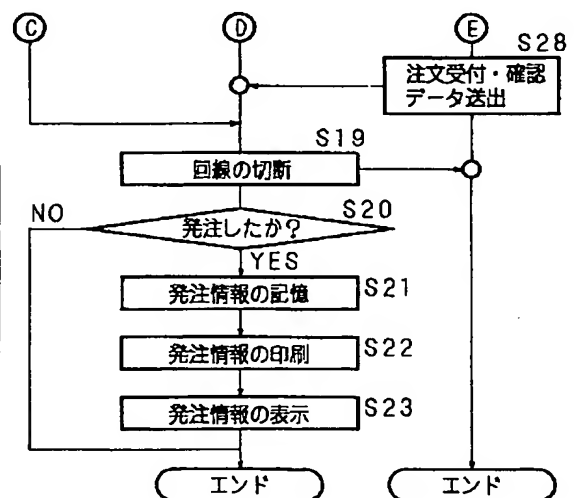 C
D
E
S28
注文受付・確認
データ送出
S19
回線の切断
NO
S20
発注したか?
YES
発注情報の記憶
S21
発注情報の印刷
S22
発注情報の表示
S23
エンド
エンド